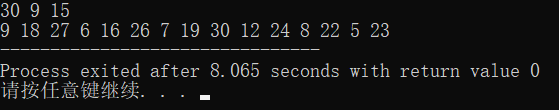 30 9 15
9 18 27 6 16 26 7 19 30 12 24 8 22 5 23
--------------------------------
Process exited after 8.065 seconds with return value 0
请按任意键继续. . .